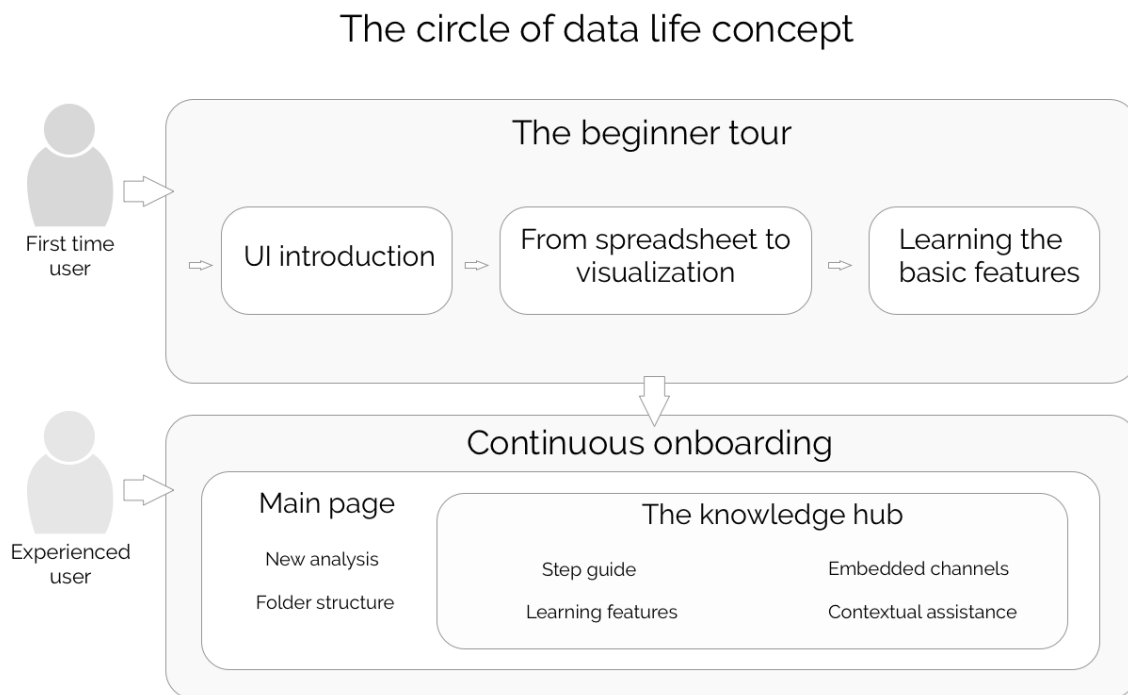 The circle of data life concept
The beginner tour
First time
user
UI introduction
From spreadsheet to
visualization
Learning the
basic features
Continuous onboarding
Experienced
user
Main page
New analysis
Folder structure
The knowledge hub
Step guide
Learning features
Embedded channels
Contextual assistance